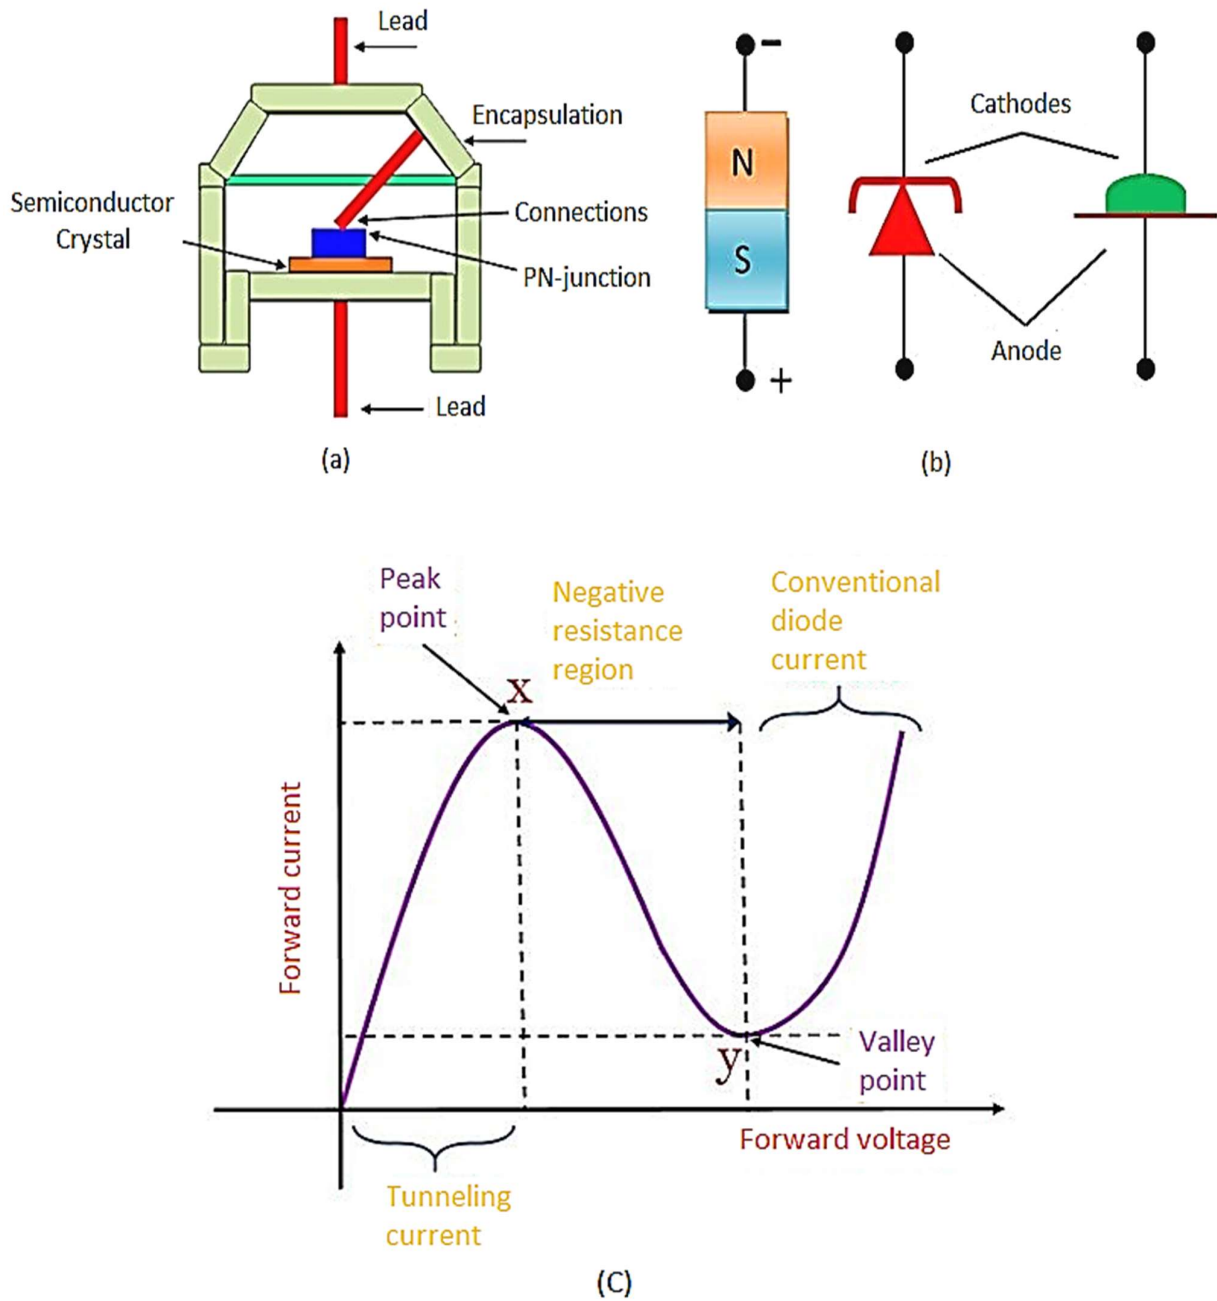 Lead
Encapsulation
Semiconductor
Crystal
Connections
PN-junction
Lead
(a)
-
N
S
+
Cathodes
Anode
(b)
Peak
point
Negative
resistance
region
Conventional
diode
current
x
Forward current
y
Valley
point
Forward voltage
Tunneling
current
(C)